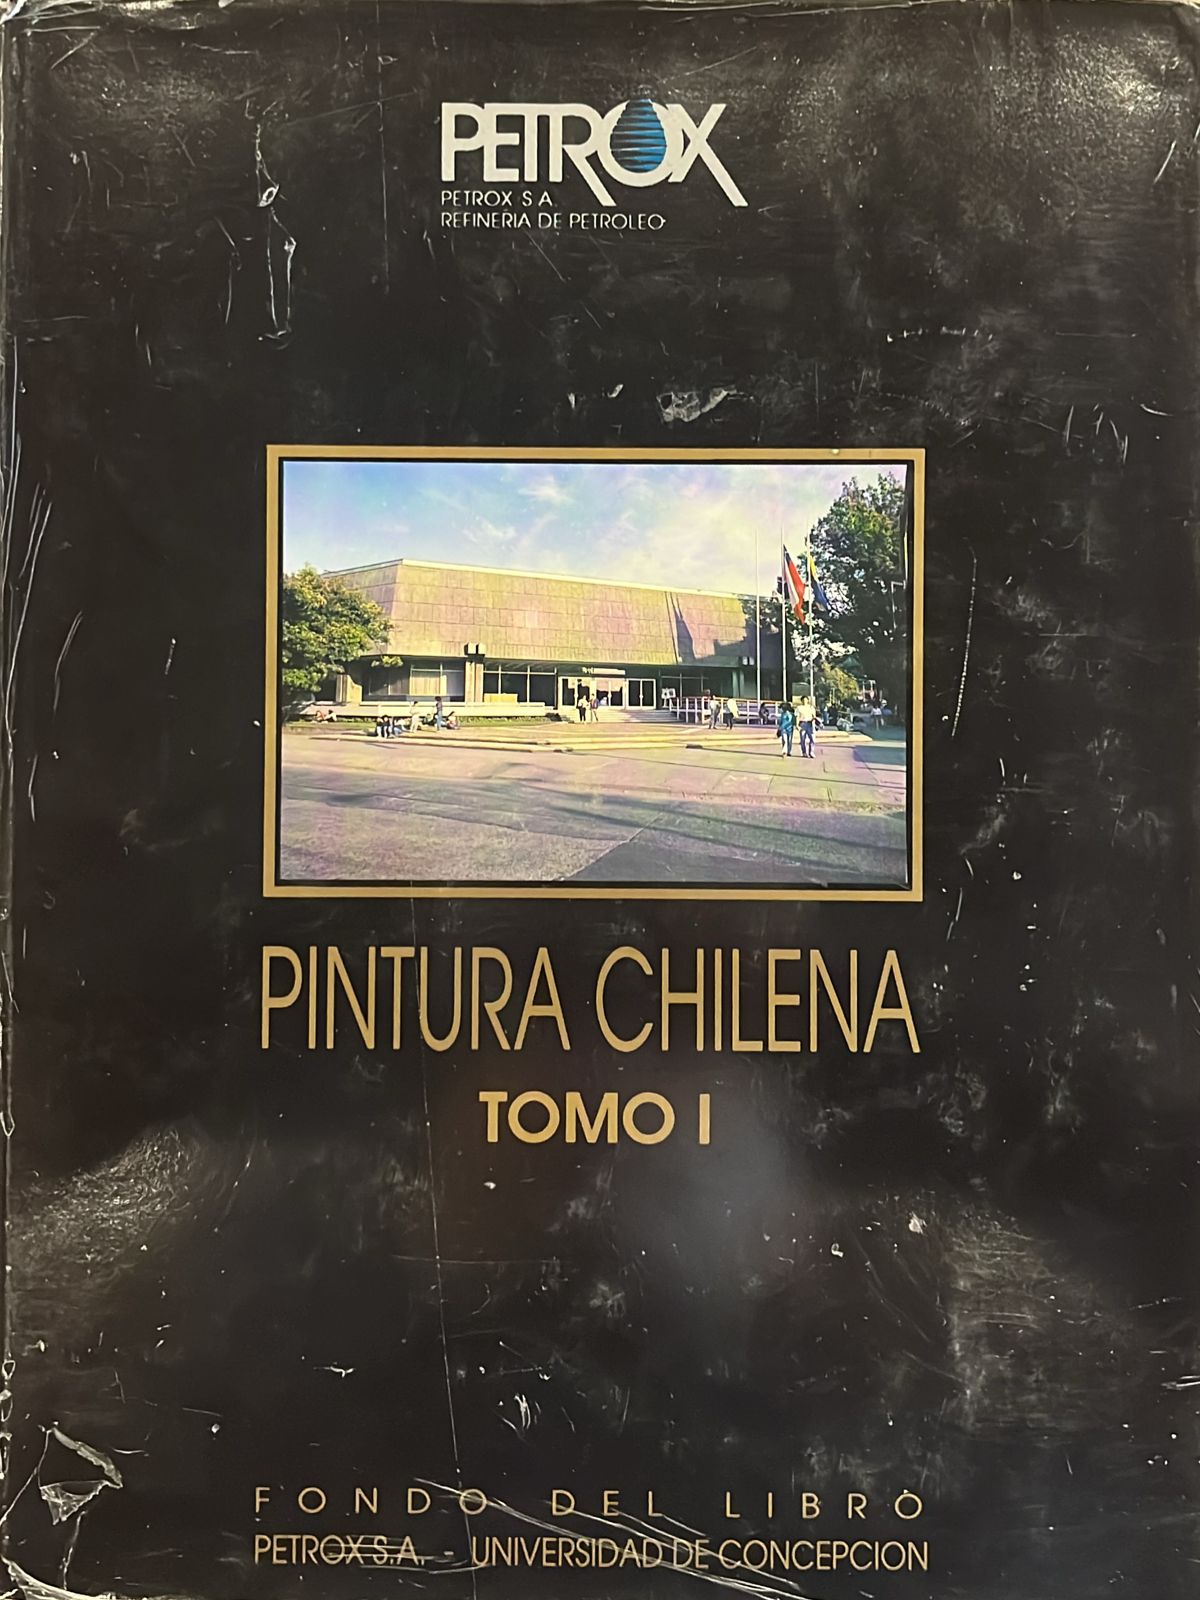 PETROX
PETROX S.A.
REFINERIA DE PETROLEO
PINTURA CHILENA
TOMO I
FONDO DEL LIBRO
PETROX S.A. - UNIVERSIDAD DE CONCEPCION